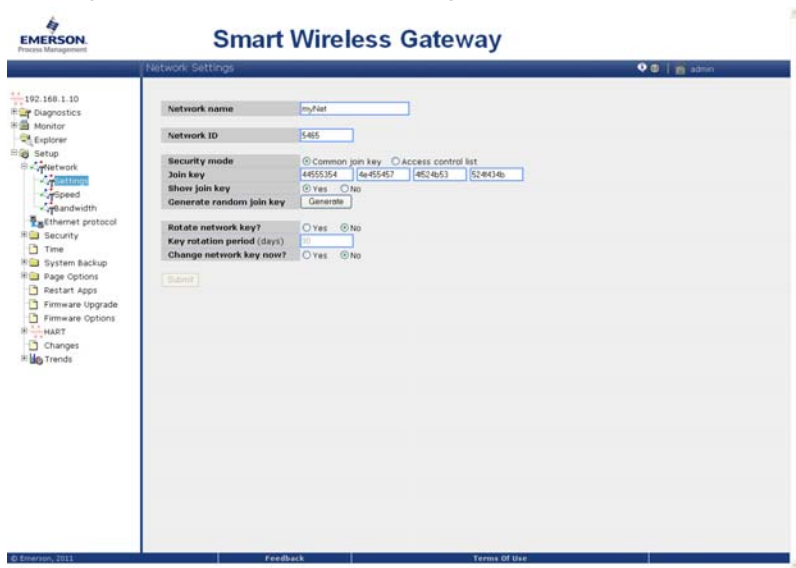 EMERSON.
Process Management
Smart Wireless Gateway
Network Settings
admin
192.168.1.10
Diagnostics
Monitor
Explorer
Setup
Network
Settings
Speed
Bandwidth
Ethernet protocol
Security
Time
System Backup
Page Options
Restart Apps
Firmware Upgrade
Firmware Options
HART
Changes
Trends
Network name myNet
Network ID 5465
Security mode Common join key Access control list
Join key 44555354 4e455457 4f524b53 524f434b
Show join key Yes No
Generate random join key Generate
Rotate network key? Yes No
Key rotation period (days) 30
Change network key now? Yes No
Submit
© Emerson, 2011 Feedback Terms Of Use